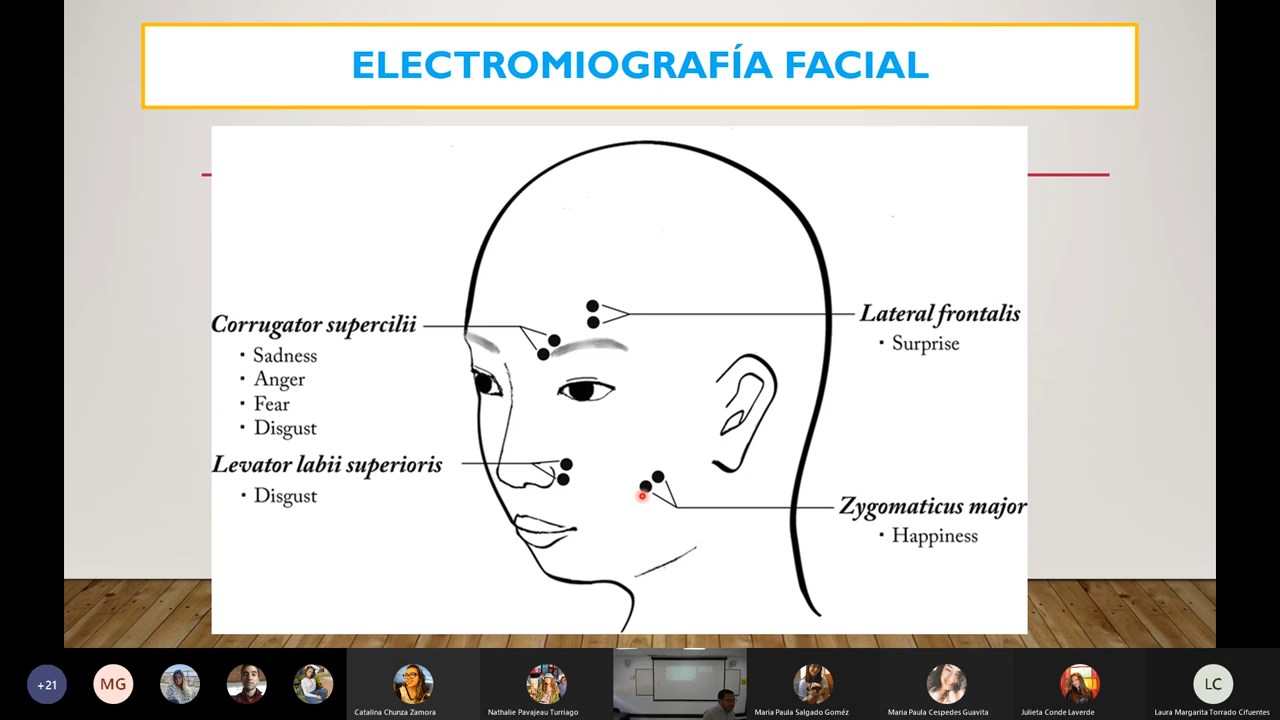 ELECTROMIOGRAFÍA FACIAL
Corrugator supercilii
· Sadness
· Anger
· Fear
· Disgust
Levator labii superioris
· Disgust
Lateral frontalis
· Surprise
Zygomaticus major
· Happiness
+21
MG
Catalina Chunza Zamora
Nathalie Pavajeau Turriago
María Paula Salgado Goméz
Maria Paula Cespedes Guavita
Julieta Conde Laverde
LC
Laura Margarita Torrado Cifuentes